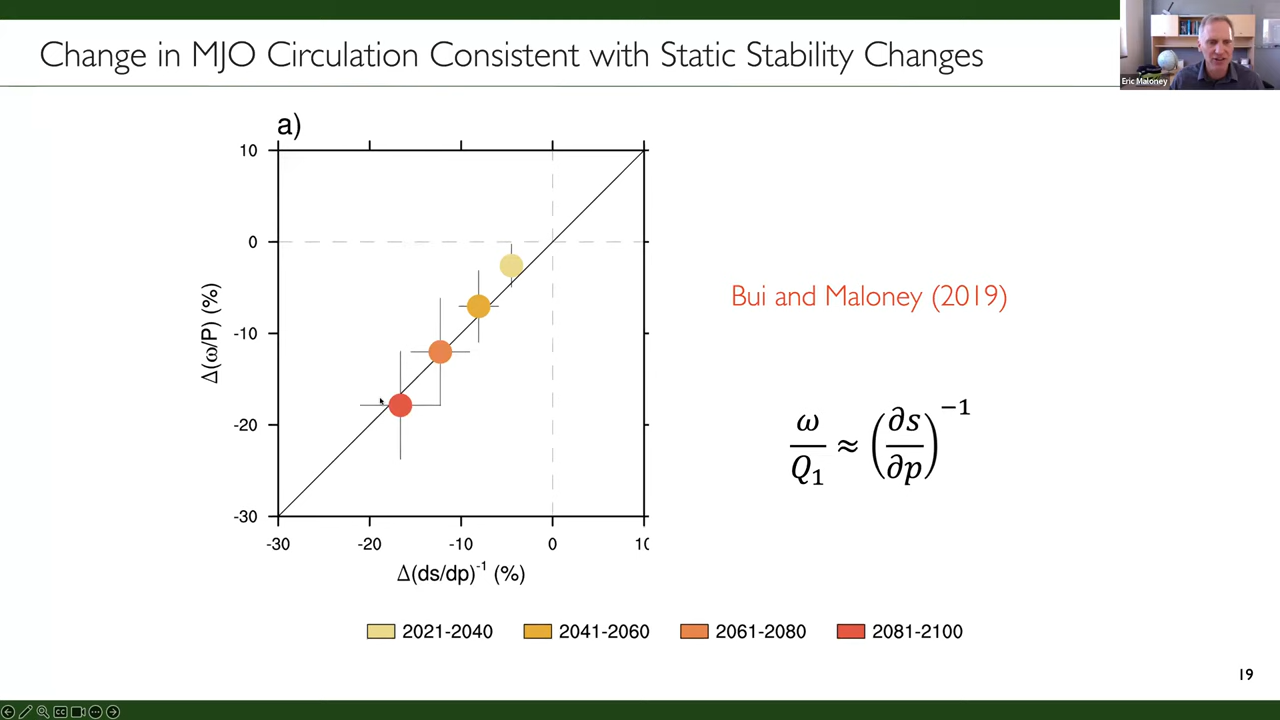 Change in MJO Circulation Consistent with Static Stability Changes
Eric Maloney
a)
10
0
-10
-20
-30
Δ(ω/P) (%)
-30 -20 -10 0 10
Δ(ds/dp)⁻¹ (%)
Bui and Maloney (2019)
ω/Q₁ ≈ (∂s/∂p)⁻¹
2021-2040 2041-2060 2061-2080 2081-2100
19
CC